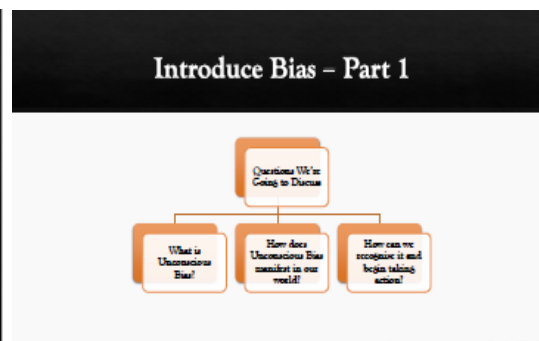 Introduce Bias – Part 1
Questions We're
Going to Discuss
What is
Unconscious
Bias?
How does
Unconscious Bias
manifest in our
world?
How can we
recognise it and
begin taking
action?